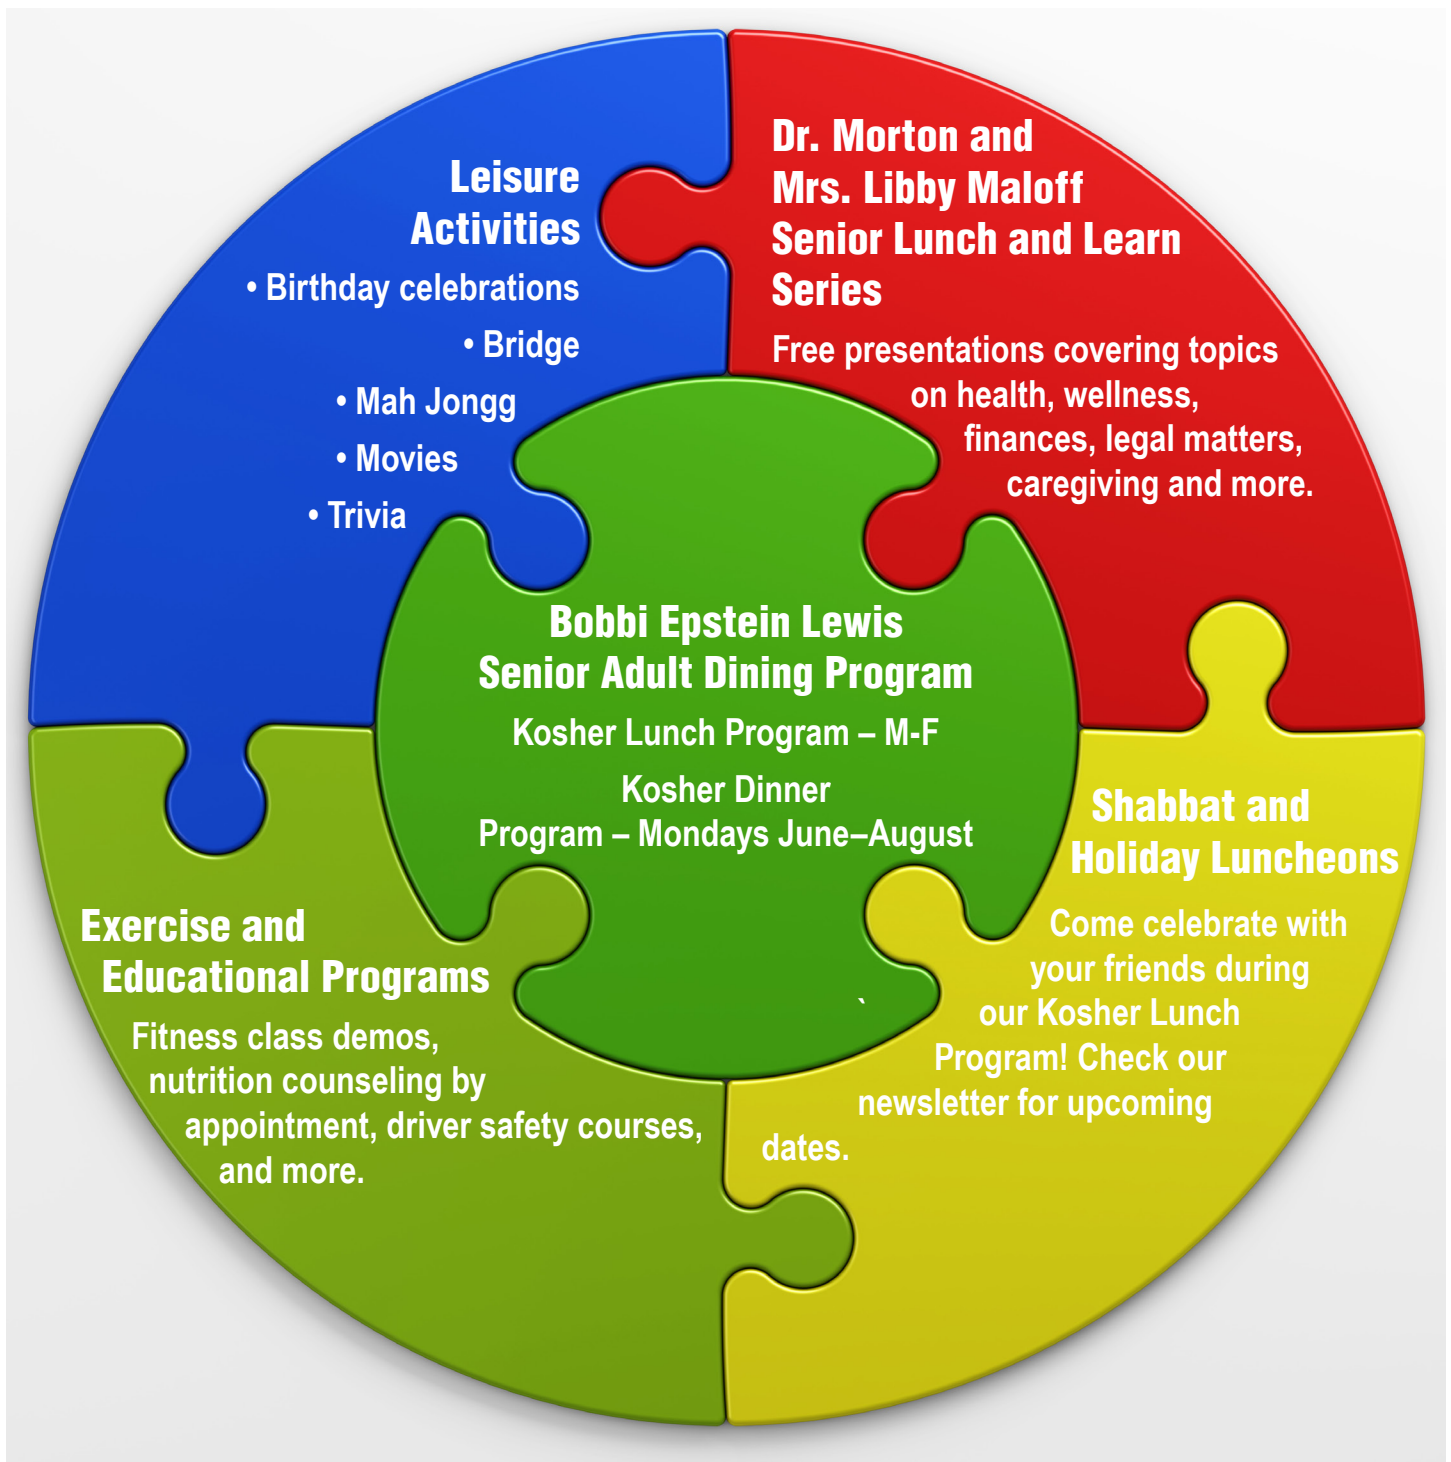 Leisure
Activities
• Birthday celebrations
• Bridge
• Mah Jongg
• Movies
• Trivia
Dr. Morton and
Mrs. Libby Maloff
Senior Lunch and Learn
Series
Free presentations covering topics
on health, wellness,
finances, legal matters,
caregiving and more.
Bobbi Epstein Lewis
Senior Adult Dining Program
Kosher Lunch Program – M-F
Kosher Dinner
Program – Mondays June–August
Exercise and
Educational Programs
Fitness class demos,
nutrition counseling by
appointment, driver safety courses,
and more.
Shabbat and
Holiday Luncheons
Come celebrate with
your friends during
our Kosher Lunch
Program! Check our
newsletter for upcoming
dates.
`